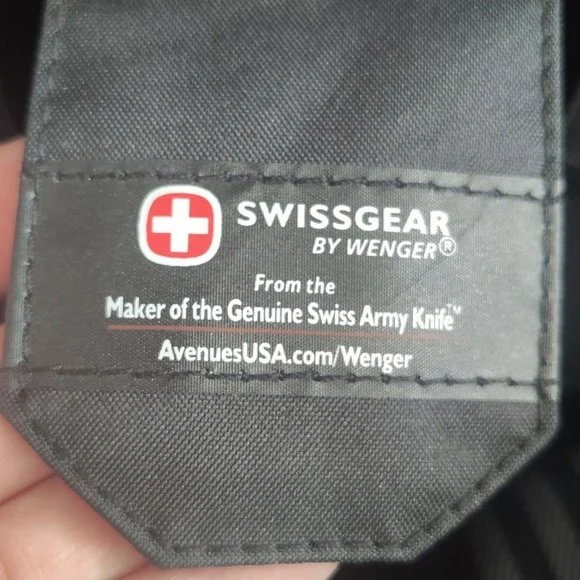 SWISSGEAR
BY WENGER®
From the
Maker of the Genuine Swiss Army Knife™
AvenuesUSA.com/Wenger